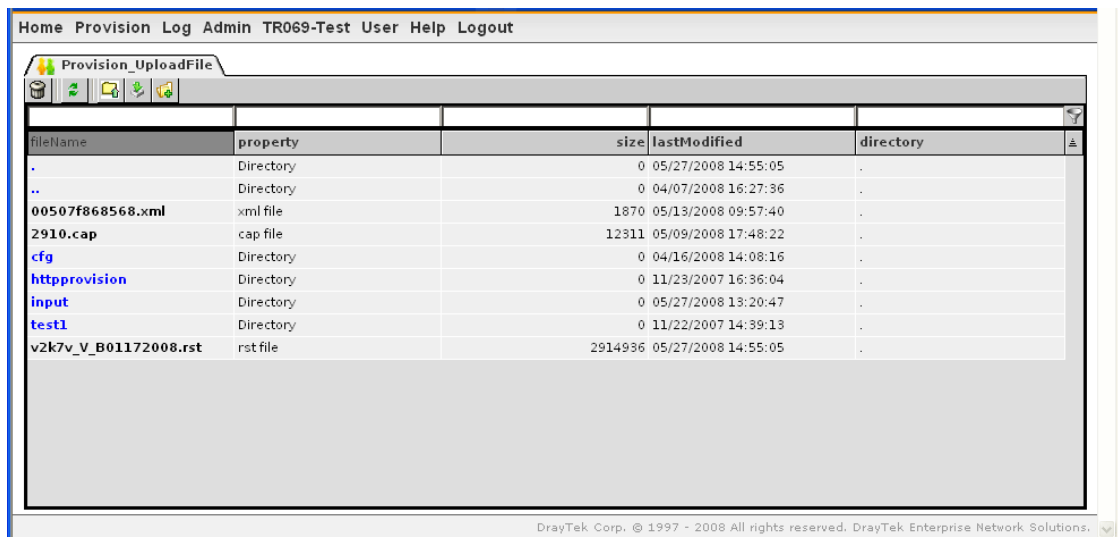 Home Provision Log Admin TR069-Test User Help Logout
Provision_UploadFile
fileName property size lastModified directory
. Directory 0 05/27/2008 14:55:05 .
.. Directory 0 04/07/2008 16:27:36 .
00507f868568.xml xml file 1870 05/13/2008 09:57:40 .
2910.cap cap file 12311 05/09/2008 17:48:22 .
cfg Directory 0 04/16/2008 14:08:16 .
httpprovision Directory 0 11/23/2007 16:36:04 .
input Directory 0 05/27/2008 13:20:47 .
test1 Directory 0 11/22/2007 14:39:13 .
v2k7v_V_B01172008.rst rst file 2914936 05/27/2008 14:55:05 .
DrayTek Corp. © 1997 - 2008 All rights reserved. DrayTek Enterprise Network Solutions.